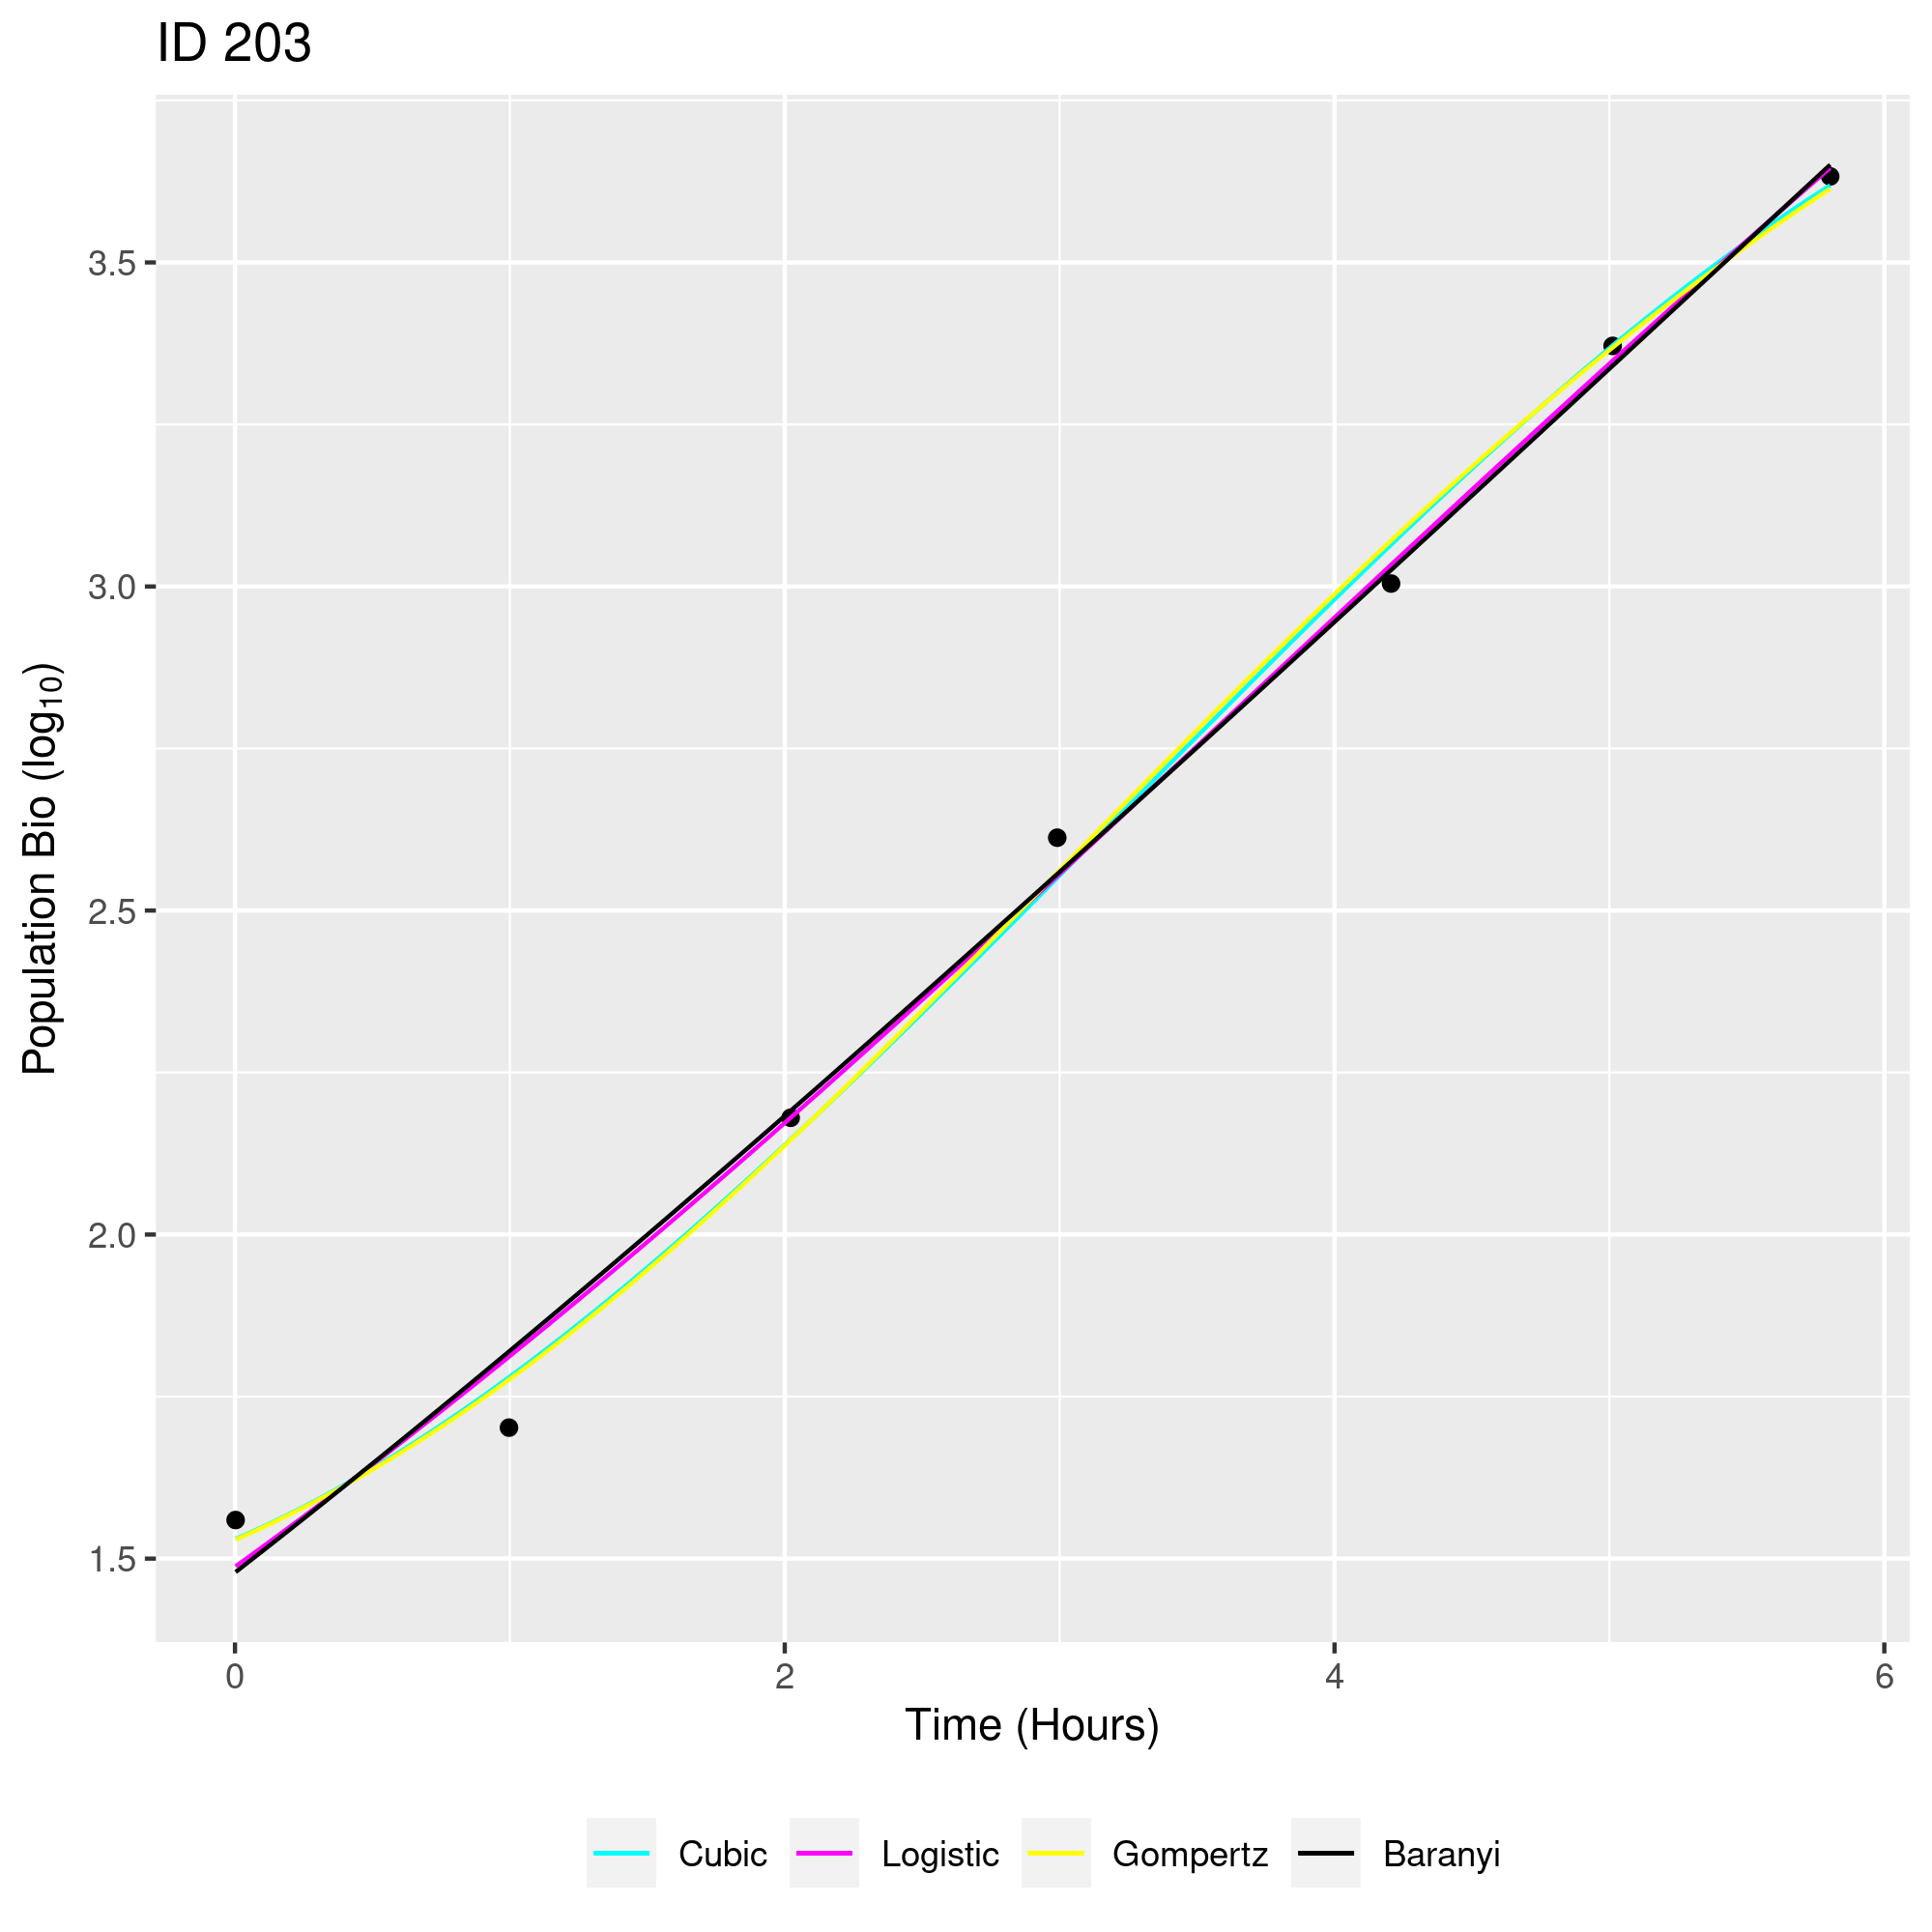 ID 203
Population Bio (log₁₀)
3.5
3.0
2.5
2.0
1.5
0 2 4 6
Time (Hours)
Cubic Logistic Gompertz Baranyi